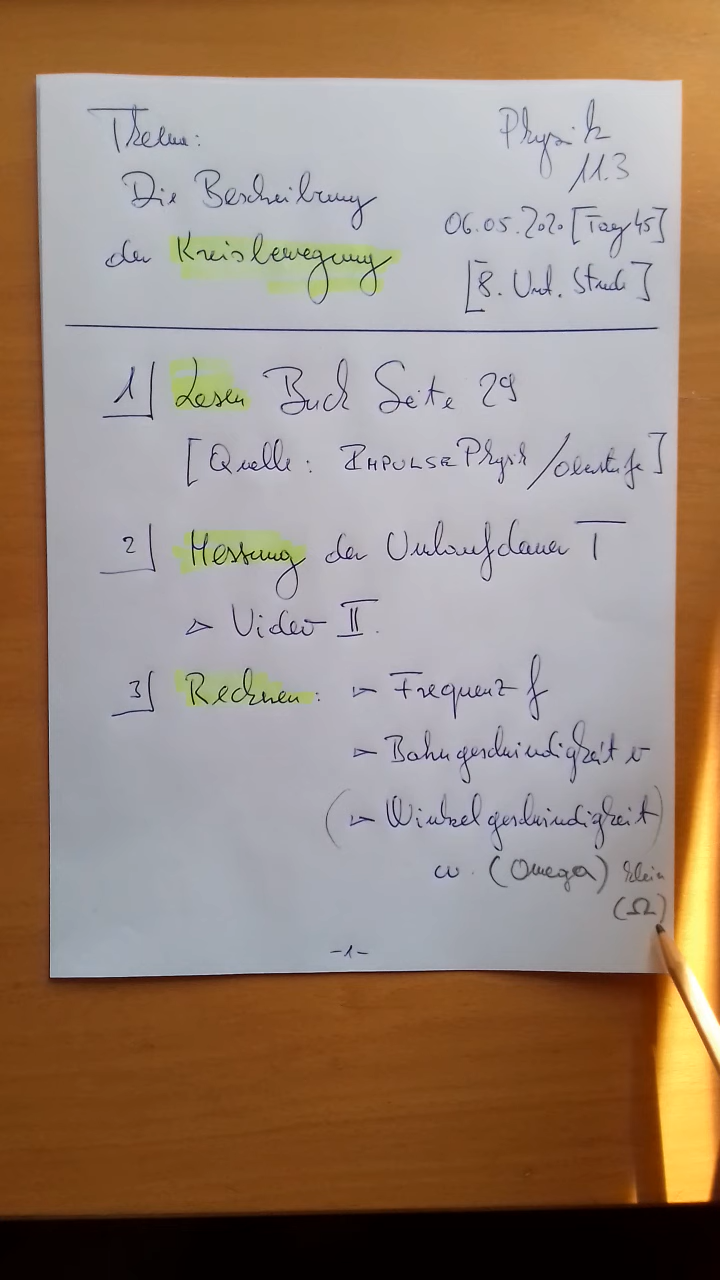 Thema:
Physik
11.3
Die Beschreibung
der Kreisbewegung
06.05.2020 [Tag 45]
[8. Unt. Stunde]
1) Lesen Buch Seite 29
[Quelle: IMPULSE Physik / Oberstufe]
2) Messung der Umlaufdauer T
▻ Video II.
3) Rechnen: ▻ Frequenz f
▻ Bahngeschwindigkeit v
(▻ Winkelgeschwindigkeit)
ω (Omega) klein
(Ω)
-1-